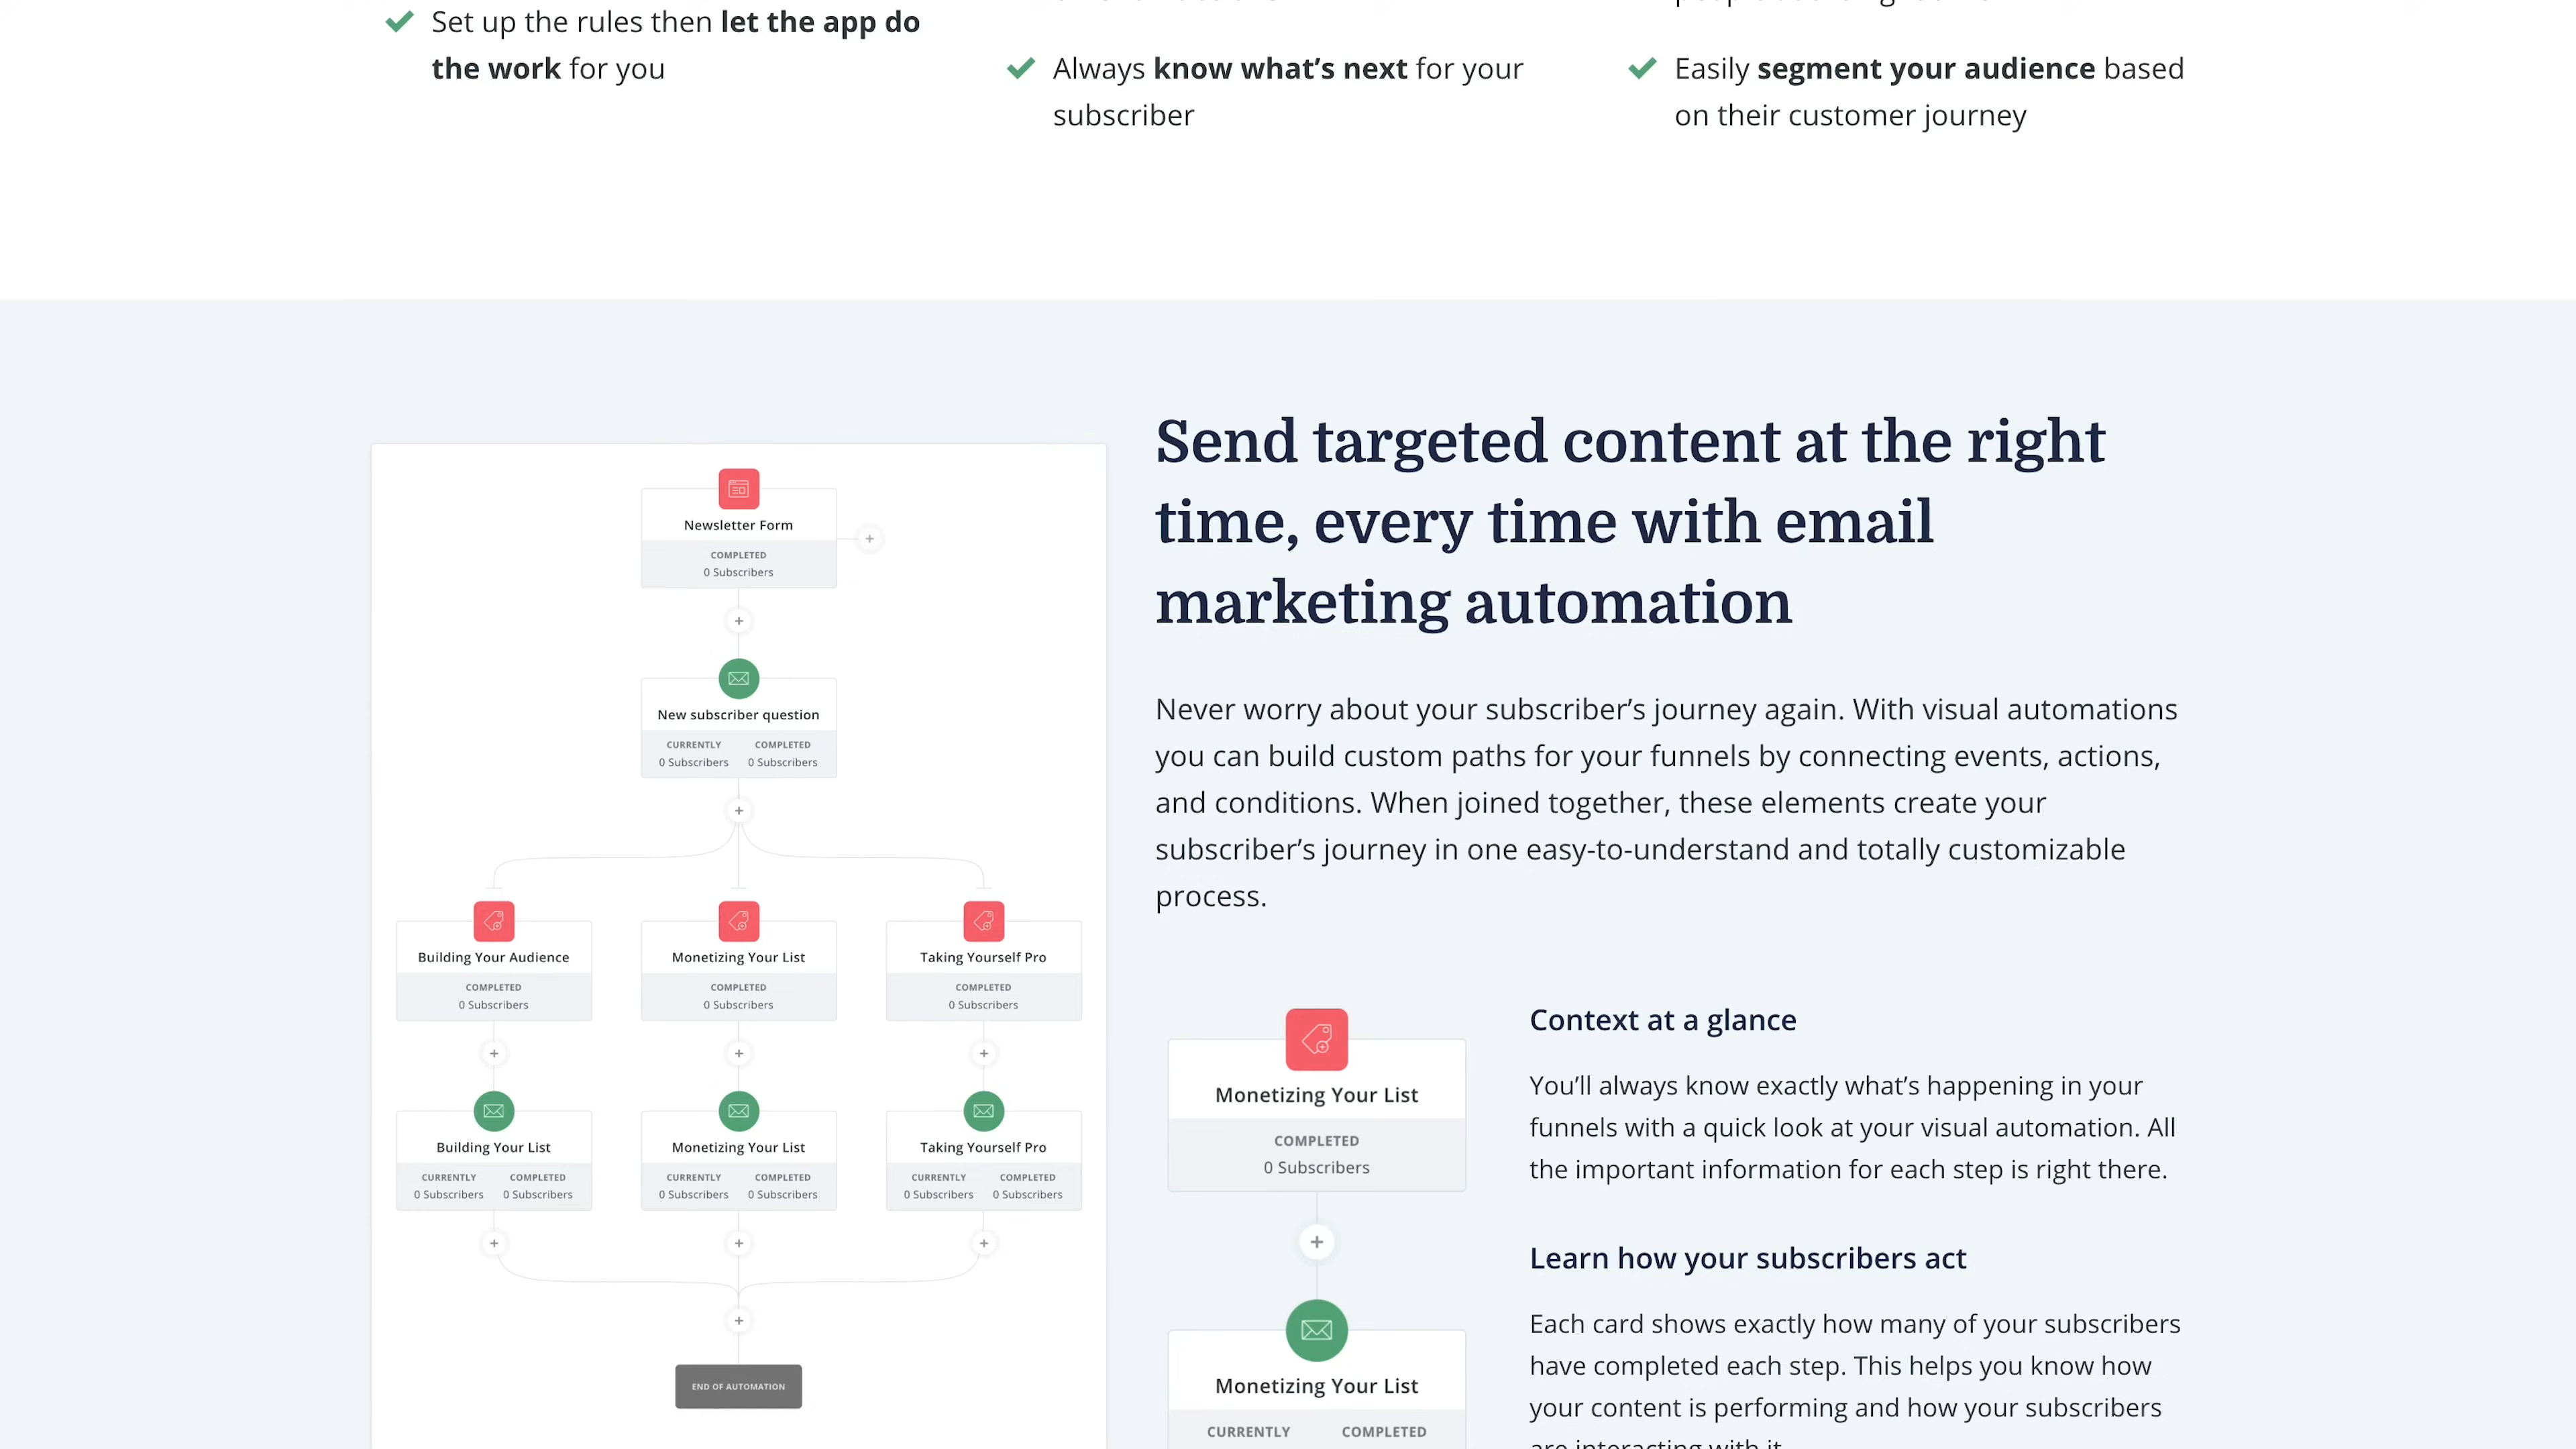 Set up the rules then let the app do
the work for you
Always know what’s next for your
subscriber
Easily segment your audience based
on their customer journey
Newsletter Form
COMPLETED
0 Subscribers
New subscriber question
CURRENTLY COMPLETED
0 Subscribers 0 Subscribers
Building Your Audience
COMPLETED
0 Subscribers
Monetizing Your List
COMPLETED
0 Subscribers
Taking Yourself Pro
COMPLETED
0 Subscribers
Building Your List
CURRENTLY COMPLETED
0 Subscribers 0 Subscribers
Monetizing Your List
CURRENTLY COMPLETED
0 Subscribers 0 Subscribers
Taking Yourself Pro
CURRENTLY COMPLETED
0 Subscribers 0 Subscribers
END OF AUTOMATION
Send targeted content at the right
time, every time with email
marketing automation
Never worry about your subscriber’s journey again. With visual automations
you can build custom paths for your funnels by connecting events, actions,
and conditions. When joined together, these elements create your
subscriber’s journey in one easy-to-understand and totally customizable
process.
Monetizing Your List
COMPLETED
0 Subscribers
Monetizing Your List
CURRENTLY COMPLETED
Context at a glance
You’ll always know exactly what’s happening in your
funnels with a quick look at your visual automation. All
the important information for each step is right there.
Learn how your subscribers act
Each card shows exactly how many of your subscribers
have completed each step. This helps you know how
your content is performing and how your subscribers
are interacting with it